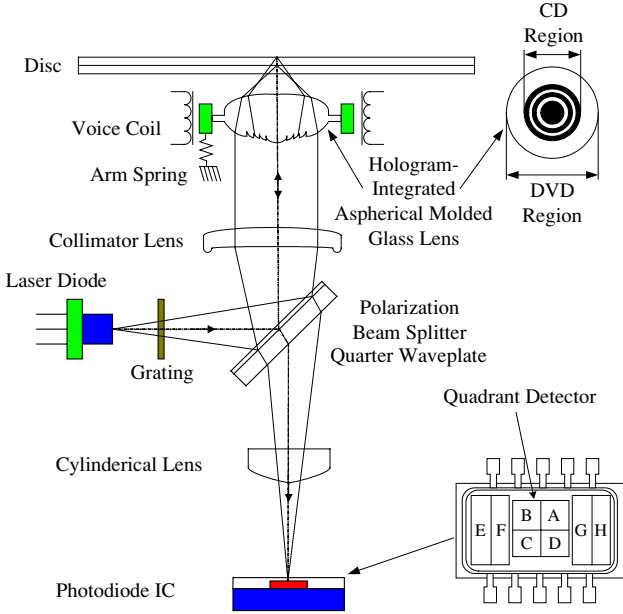 CD
Region
Disc
Voice Coil
Arm Spring
Hologram-
Integrated
Aspherical Molded
Glass Lens
DVD
Region
Collimator Lens
Laser Diode
Polarization
Beam Splitter
Quarter Waveplate
Grating
Quadrant Detector
Cylinderical Lens
B A
E F G H
C D
Photodiode IC